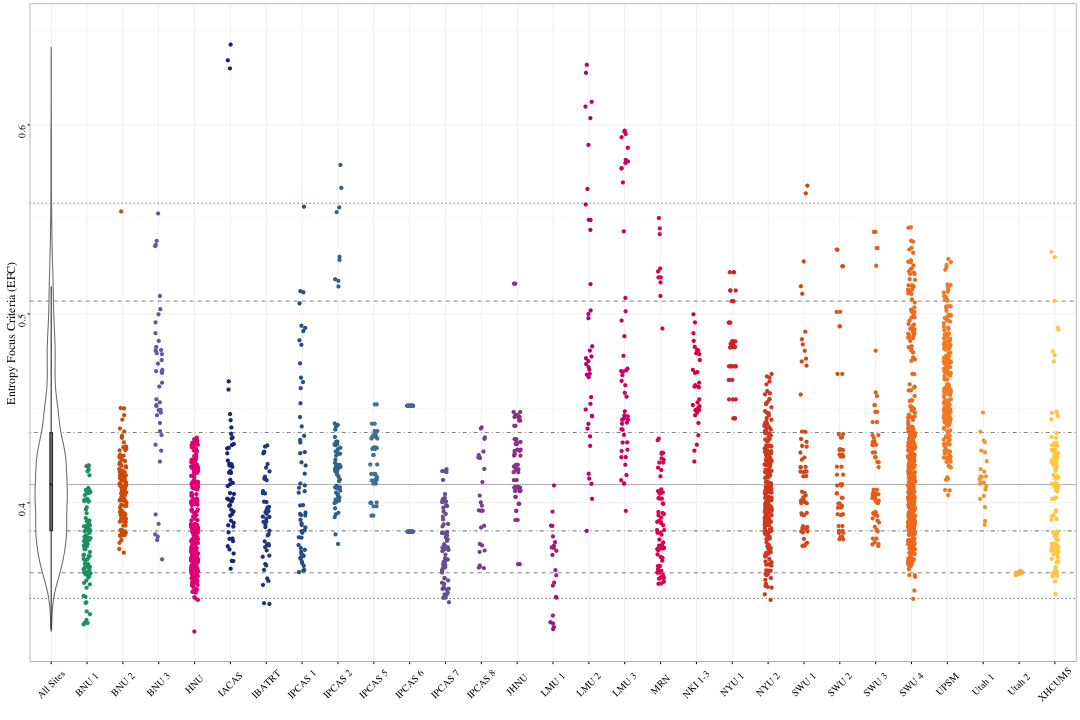 Entropy Focus Criteria (EFC)
0.6
0.5
0.4
All Sites
BNU 1
BNU 2
BNU 3
HNU
IACAS
IBATRT
IPCAS 1
IPCAS 2
IPCAS 5
IPCAS 6
IPCAS 7
IPCAS 8
JHNU
LMU 1
LMU 2
LMU 3
MRN
NKI 1-3
NYU 1
NYU 2
SWU 1
SWU 2
SWU 3
SWU 4
UPSM
Utah 1
Utah 2
XHCUMS